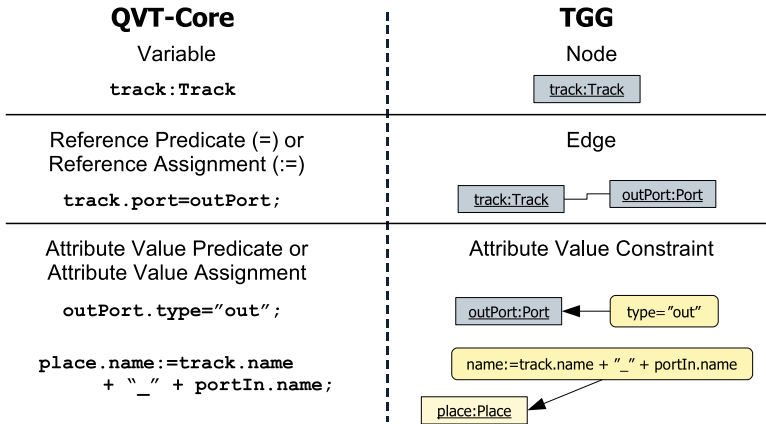 QVT-Core
TGG
Variable
Node
track:Track
track:Track
Reference Predicate (=) or
Reference Assignment (:=)
Edge
track.port=outPort;
track:Track
outPort:Port
Attribute Value Predicate or
Attribute Value Assignment
Attribute Value Constraint
outPort.type=”out”;
outPort:Port
type=”out”
place.name:=track.name
+ “_” + portIn.name;
name:=track.name + ”_” + portIn.name
place:Place